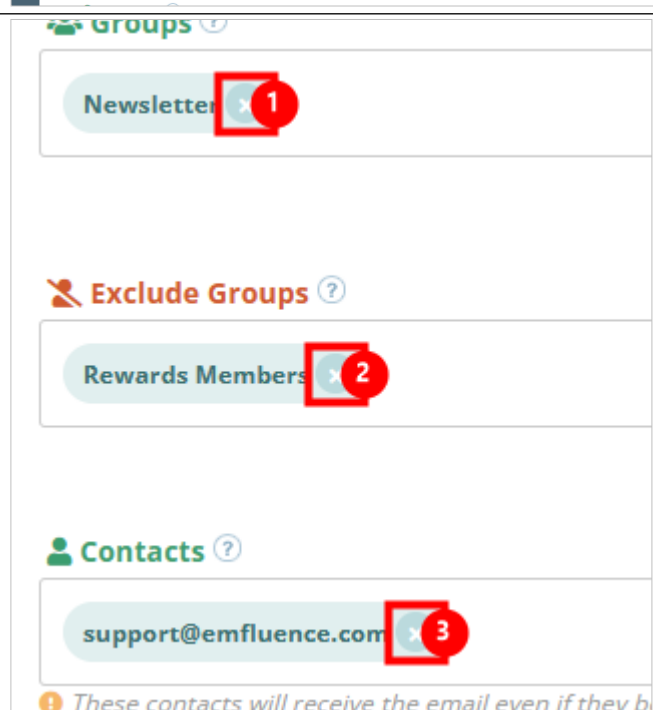 Groups ?
Newsletter x 1
Exclude Groups ?
Rewards Members x 2
Contacts ?
support@emfluence.com x 3
! These contacts will receive the email even if they